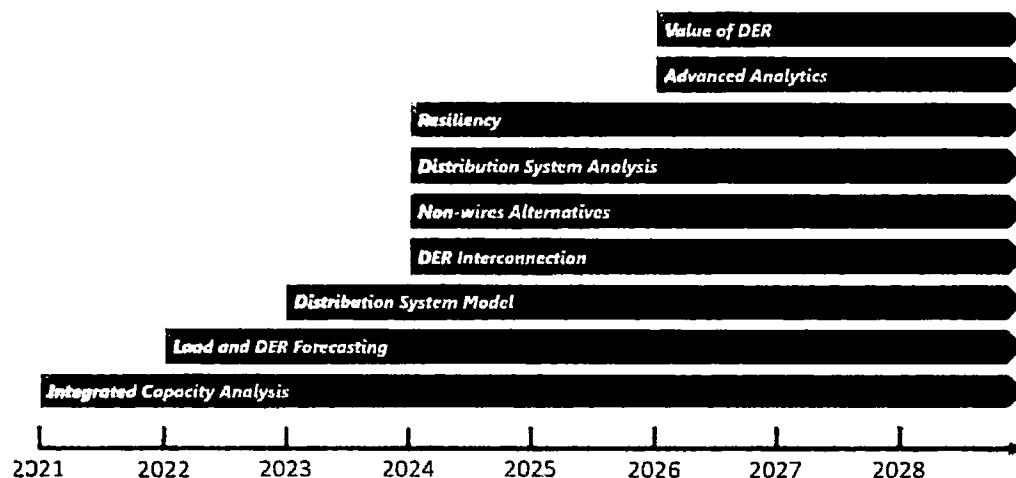 Value of DER
Advanced Analytics
Resiliency
Distribution System Analysis
Non-wires Alternatives
DER Interconnection
Distribution System Model
Load and DER Forecasting
Integrated Capacity Analysis
2021 2022 2023 2024 2025 2026 2027 2028